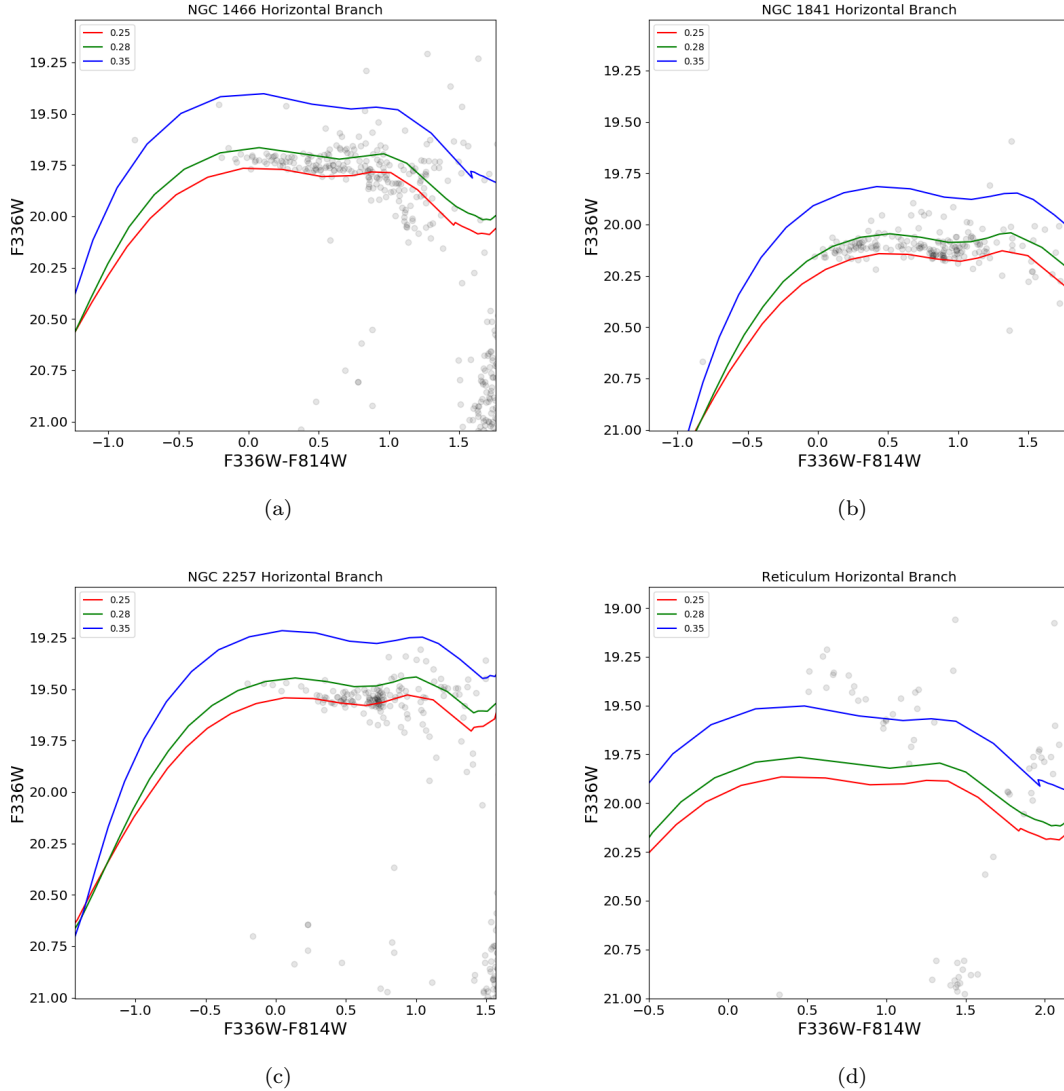 NGC 1466 Horizontal Branch
0.25
0.28
0.35
19.25
19.50
19.75
20.00
20.25
20.50
20.75
21.00
F336W
−1.0 −0.5 0.0 0.5 1.0 1.5
F336W-F814W
(a)
NGC 1841 Horizontal Branch
0.25
0.28
0.35
19.25
19.50
19.75
20.00
20.25
20.50
20.75
21.00
F336W
−1.0 −0.5 0.0 0.5 1.0 1.5
F336W-F814W
(b)
NGC 2257 Horizontal Branch
0.25
0.28
0.35
19.25
19.50
19.75
20.00
20.25
20.50
20.75
21.00
F336W
−1.0 −0.5 0.0 0.5 1.0 1.5
F336W-F814W
(c)
Reticulum Horizontal Branch
0.25
0.28
0.35
19.00
19.25
19.50
19.75
20.00
20.25
20.50
20.75
21.00
F336W
−0.5 0.0 0.5 1.0 1.5 2.0
F336W-F814W
(d)